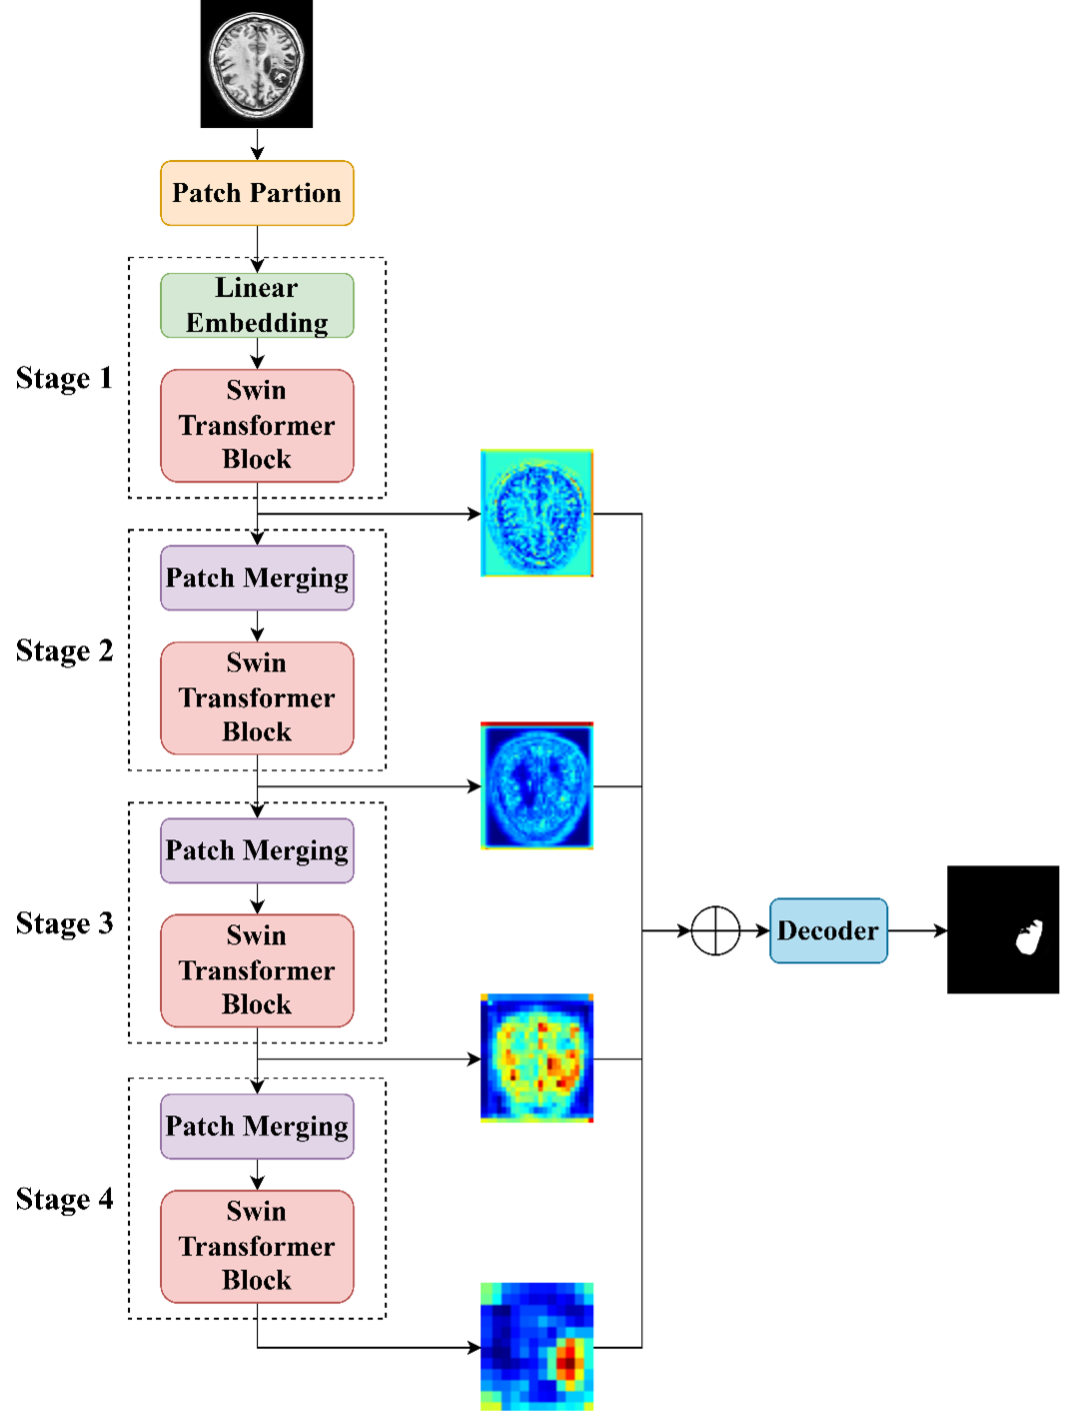 Patch Partion
Linear
Embedding
Stage 1
Swin
Transformer
Block
Patch Merging
Stage 2
Swin
Transformer
Block
Patch Merging
Stage 3
Swin
Transformer
Block
Decoder
Patch Merging
Stage 4
Swin
Transformer
Block